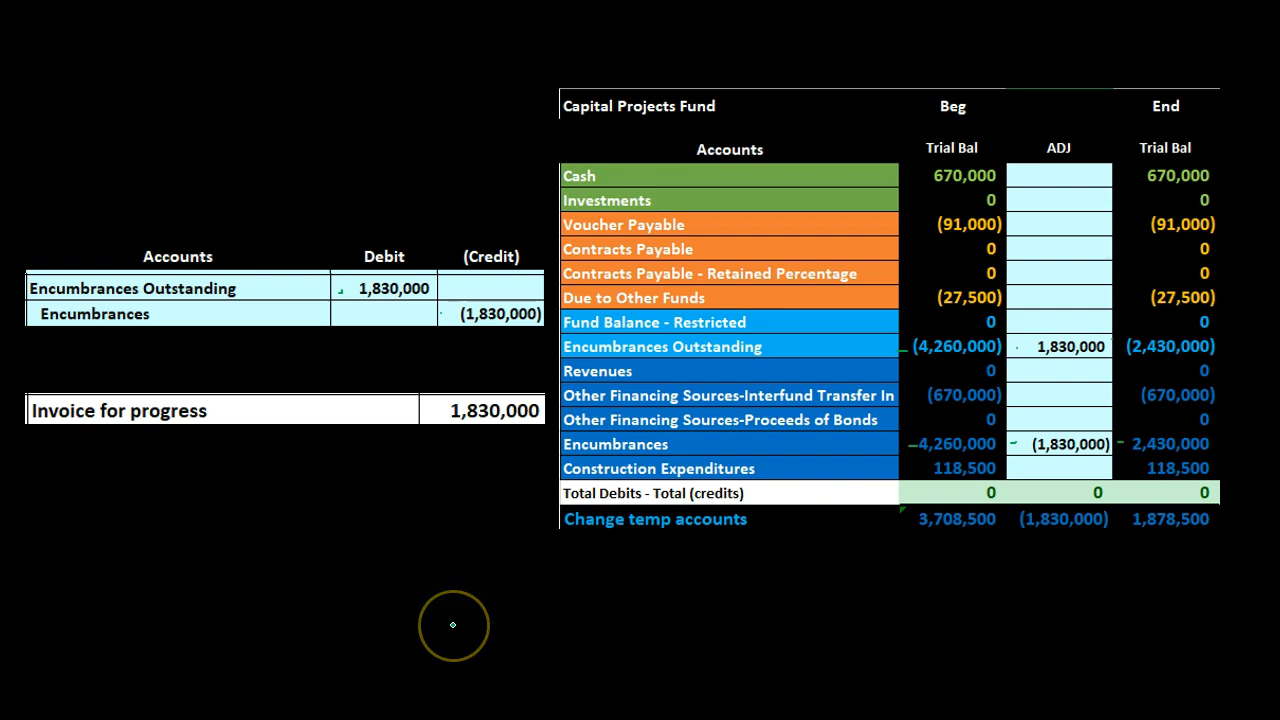 Accounts Debit (Credit)
Encumbrances Outstanding 1,830,000
Encumbrances (1,830,000)
Invoice for progress 1,830,000
Capital Projects Fund Beg End
Accounts Trial Bal ADJ Trial Bal
Cash 670,000 670,000
Investments 0 0
Voucher Payable (91,000) (91,000)
Contracts Payable 0 0
Contracts Payable - Retained Percentage 0 0
Due to Other Funds (27,500) (27,500)
Fund Balance - Restricted 0 0
Encumbrances Outstanding (4,260,000) 1,830,000 (2,430,000)
Revenues 0 0
Other Financing Sources-Interfund Transfer In (670,000) (670,000)
Other Financing Sources-Proceeds of Bonds 0 0
Encumbrances 4,260,000 (1,830,000) 2,430,000
Construction Expenditures 118,500 118,500
Total Debits - Total (credits) 0 0 0
Change temp accounts 3,708,500 (1,830,000) 1,878,500